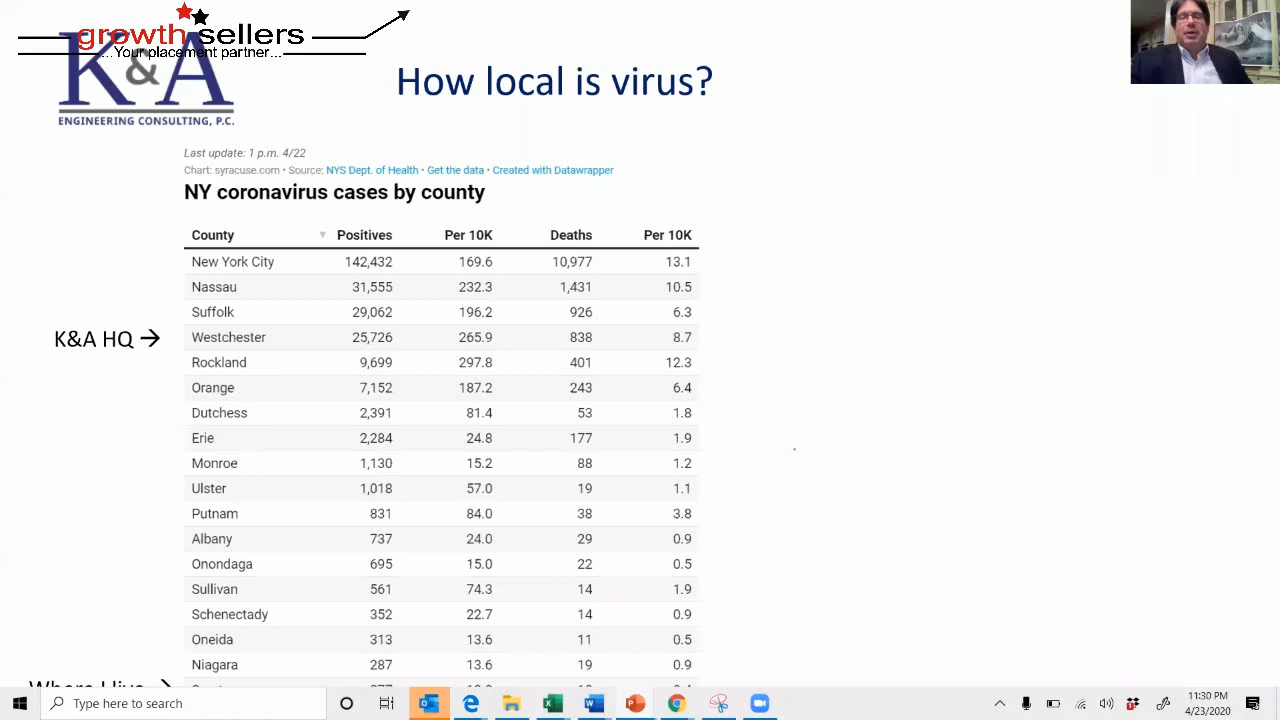 growth sellers
...Your placement partner...
K&A
ENGINEERING CONSULTING, P.C.
How local is virus?
Last update: 1 p.m. 4/22
Chart: syracuse.com • Source: NYS Dept. of Health • Get the data • Created with Datawrapper
NY coronavirus cases by county
County Positives Per 10K Deaths Per 10K
New York City 142,432 169.6 10,977 13.1
Nassau 31,555 232.3 1,431 10.5
Suffolk 29,062 196.2 926 6.3
K&A HQ → Westchester 25,726 265.9 838 8.7
Rockland 9,699 297.8 401 12.3
Orange 7,152 187.2 243 6.4
Dutchess 2,391 81.4 53 1.8
Erie 2,284 24.8 177 1.9
Monroe 1,130 15.2 88 1.2
Ulster 1,018 57.0 19 1.1
Putnam 831 84.0 38 3.8
Albany 737 24.0 29 0.9
Onondaga 695 15.0 22 0.5
Sullivan 561 74.3 14 1.9
Schenectady 352 22.7 14 0.9
Oneida 313 13.6 11 0.5
Niagara 287 13.6 19 0.9
Where I live →
Type here to search
11:30 PM
4/23/2020